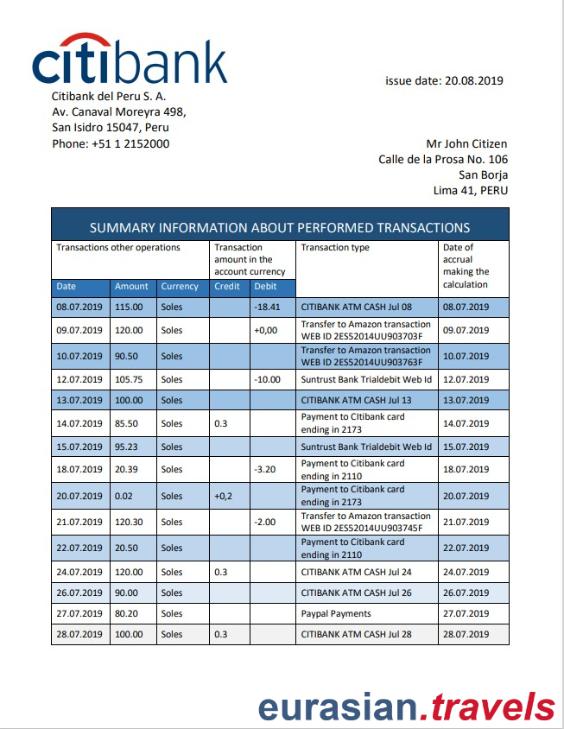 citibank
issue date: 20.08.2019
Citibank del Peru S. A.
Av. Canaval Moreyra 498,
San Isidro 15047, Peru
Phone: +51 1 2152000
Mr John Citizen
Calle de la Prosa No. 106
San Borja
Lima 41, PERU
SUMMARY INFORMATION ABOUT PERFORMED TRANSACTIONS
Transactions other operations
Transaction
amount in the
account currency
Transaction type
Date of
accrual
making the
calculation
Date Amount Currency Credit Debit
08.07.2019 115.00 Soles -18.41 CITIBANK ATM CASH Jul 08 08.07.2019
09.07.2019 120.00 Soles +0,00 Transfer to Amazon transaction
WEB ID 2ES52014UU903703F 09.07.2019
10.07.2019 90.50 Soles Transfer to Amazon transaction
WEB ID 2ES52014UU903763F 10.07.2019
12.07.2019 105.75 Soles -10.00 Suntrust Bank Trialdebit Web Id 12.07.2019
13.07.2019 100.00 Soles CITIBANK ATM CASH Jul 13 13.07.2019
14.07.2019 85.50 Soles 0.3 Payment to Citibank card
ending in 2173 14.07.2019
15.07.2019 95.23 Soles Suntrust Bank Trialdebit Web Id 15.07.2019
18.07.2019 20.39 Soles -3.20 Payment to Citibank card
ending in 2110 18.07.2019
20.07.2019 0.02 Soles +0,2 Payment to Citibank card
ending in 2173 20.07.2019
21.07.2019 120.30 Soles -2.00 Transfer to Amazon transaction
WEB ID 2ES52014UU903745F 21.07.2019
22.07.2019 20.50 Soles Payment to Citibank card
ending in 2110 22.07.2019
24.07.2019 120.00 Soles 0.3 CITIBANK ATM CASH Jul 24 24.07.2019
26.07.2019 90.00 Soles CITIBANK ATM CASH Jul 26 26.07.2019
27.07.2019 80.20 Soles Paypal Payments 27.07.2019
28.07.2019 100.00 Soles 0.3 CITIBANK ATM CASH Jul 28 28.07.2019
eurasian.travels